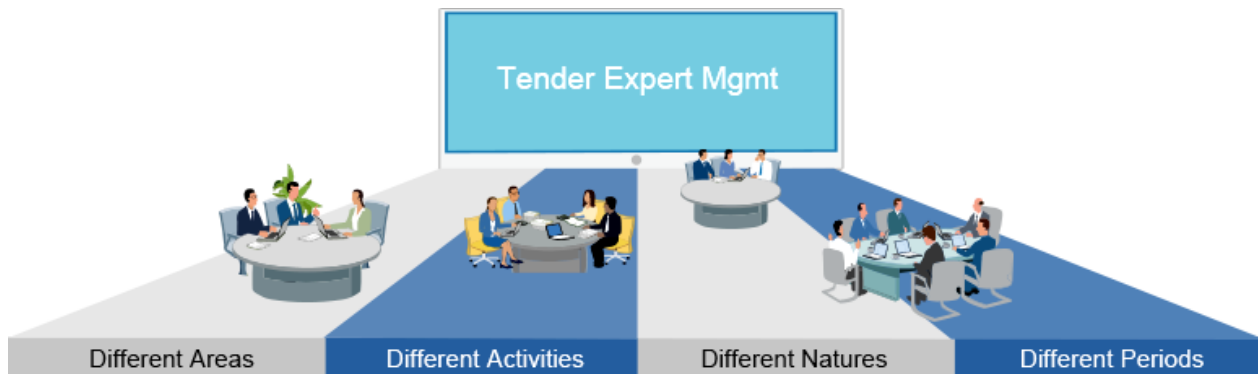 Tender Expert Mgmt
Different Areas
Different Activities
Different Natures
Different Periods